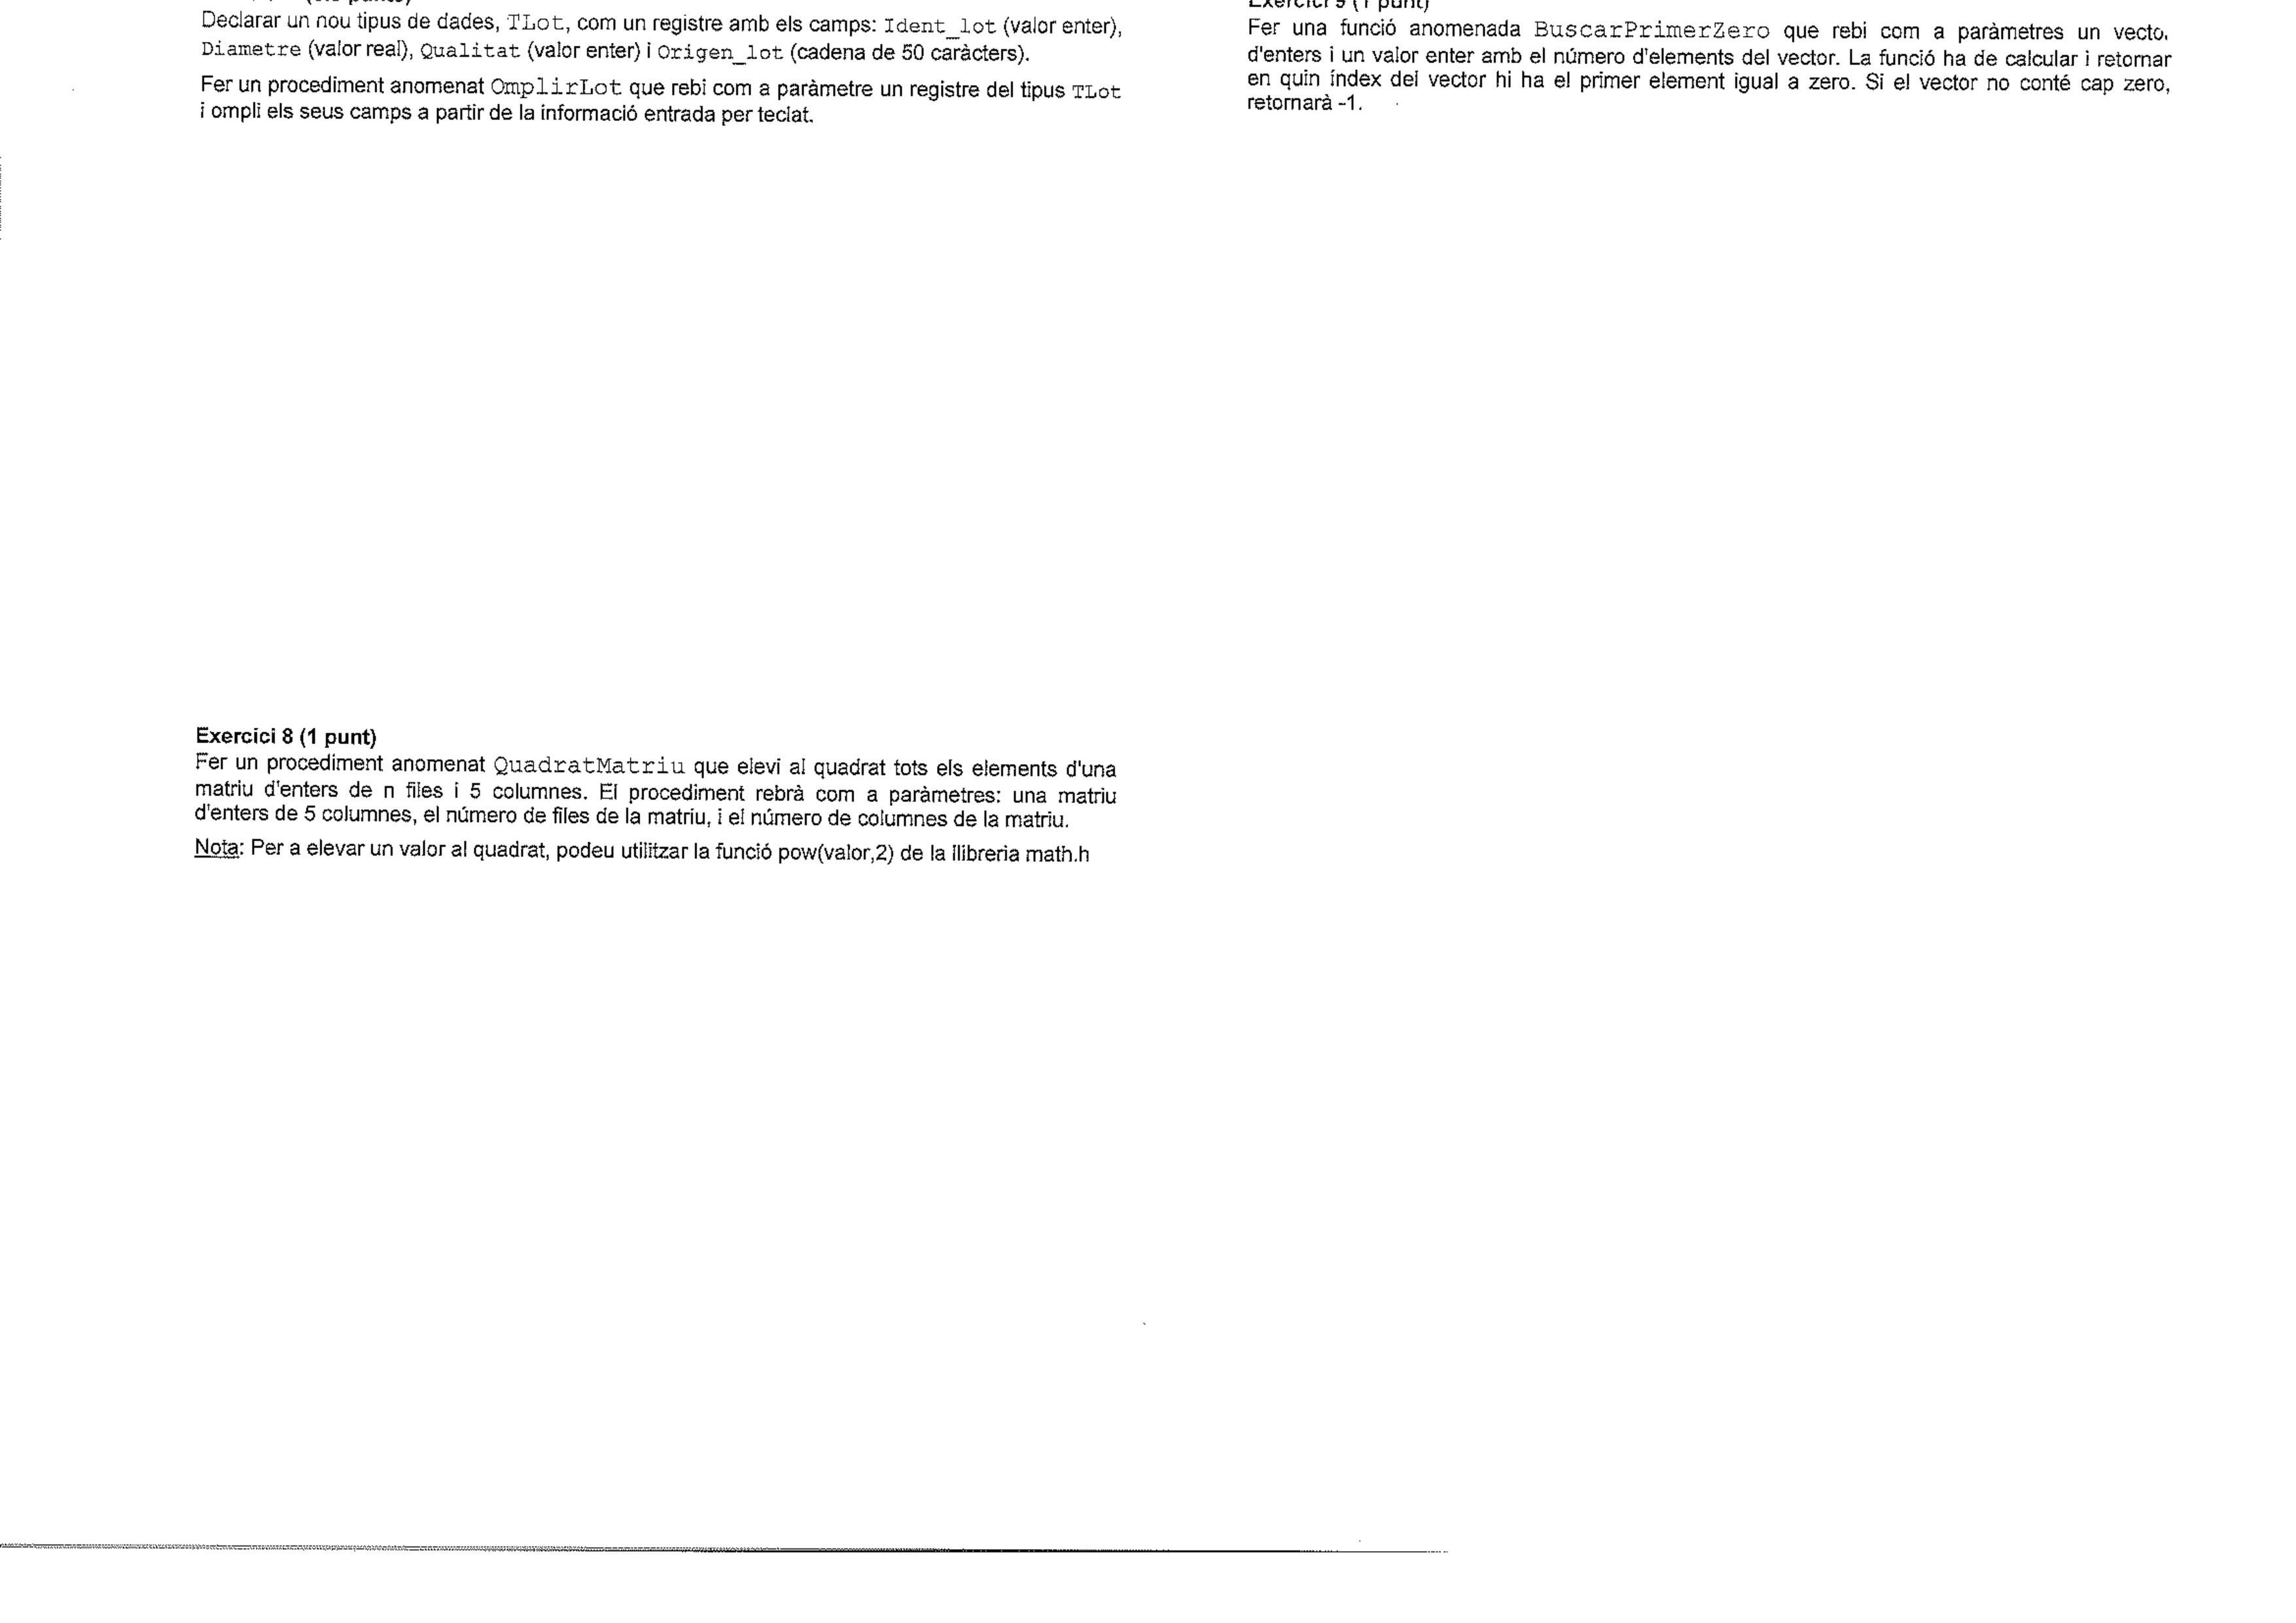 Declarar un nou tipus de dades, TLot, com un registre amb els camps: Ident_lot (valor enter),
Diametre (valor real), Qualitat (valor enter) i Origen_lot (cadena de 50 caràcters).
Fer un procediment anomenat OmplirLot que rebi com a paràmetre un registre del tipus TLot
i ompli els seus camps a partir de la informació entrada per teclat.
Exercici 8 (1 punt)
Fer un procediment anomenat QuadratMatriu que elevi al quadrat tots els elements d'una
matriu d'enters de n files i 5 columnes. El procediment rebrà com a paràmetres: una matriu
d'enters de 5 columnes, el número de files de la matriu, i el número de columnes de la matriu.
Nota: Per a elevar un valor al quadrat, podeu utilitzar la funció pow(valor,2) de la llibreria math.h
Exercici 9 (1 punt)
Fer una funció anomenada BuscarPrimerZero que rebi com a paràmetres un
d'enters i un valor enter amb el número d'elements del vector. La funció ha de calcular i retornar
en quin índex del vector hi ha el primer element igual a zero. Si el vector no conté cap zero,
retornarà -1.